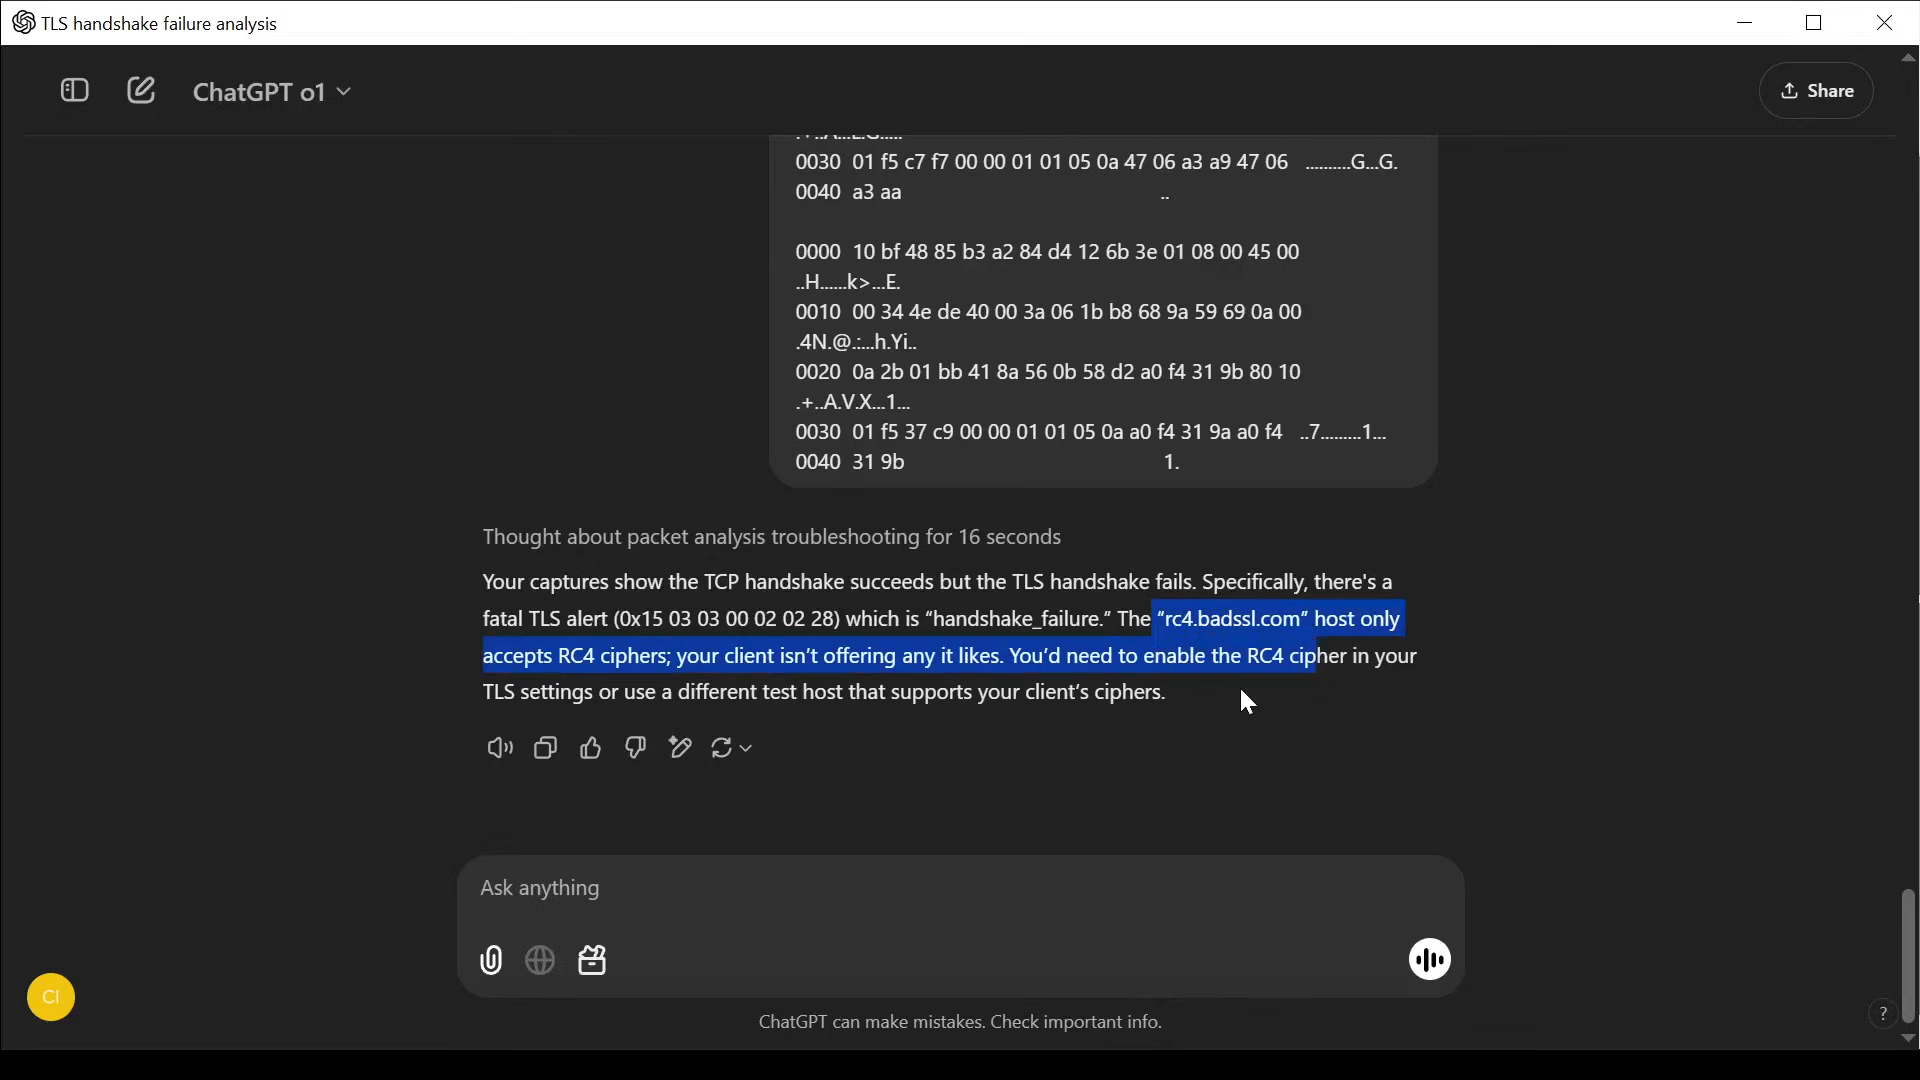 TLS handshake failure analysis
ChatGPT o1
Share
0030 01 f5 c7 f7 00 00 01 01 05 0a 47 06 a3 a9 47 06 ..........G...G.
0040 a3 aa ..
0000 10 bf 48 85 b3 a2 84 d4 12 6b 3e 01 08 00 45 00
..H......k>...E.
0010 00 34 4e de 40 00 3a 06 1b b8 68 9a 59 69 0a 00
.4N.@.:...h.Yi..
0020 0a 2b 01 bb 41 8a 56 0b 58 d2 a0 f4 31 9b 80 10
.+..A.V.X...1...
0030 01 f5 37 c9 00 00 01 01 05 0a a0 f4 31 9a a0 f4 ..7.........1...
0040 31 9b 1.
Thought about packet analysis troubleshooting for 16 seconds
Your captures show the TCP handshake succeeds but the TLS handshake fails. Specifically, there's a
fatal TLS alert (0x15 03 03 00 02 02 28) which is “handshake_failure.” The “rc4.badssl.com” host only
accepts RC4 ciphers; your client isn’t offering any it likes. You’d need to enable the RC4 cipher in your
TLS settings or use a different test host that supports your client’s ciphers.
Ask anything
CI
ChatGPT can make mistakes. Check important info.
?